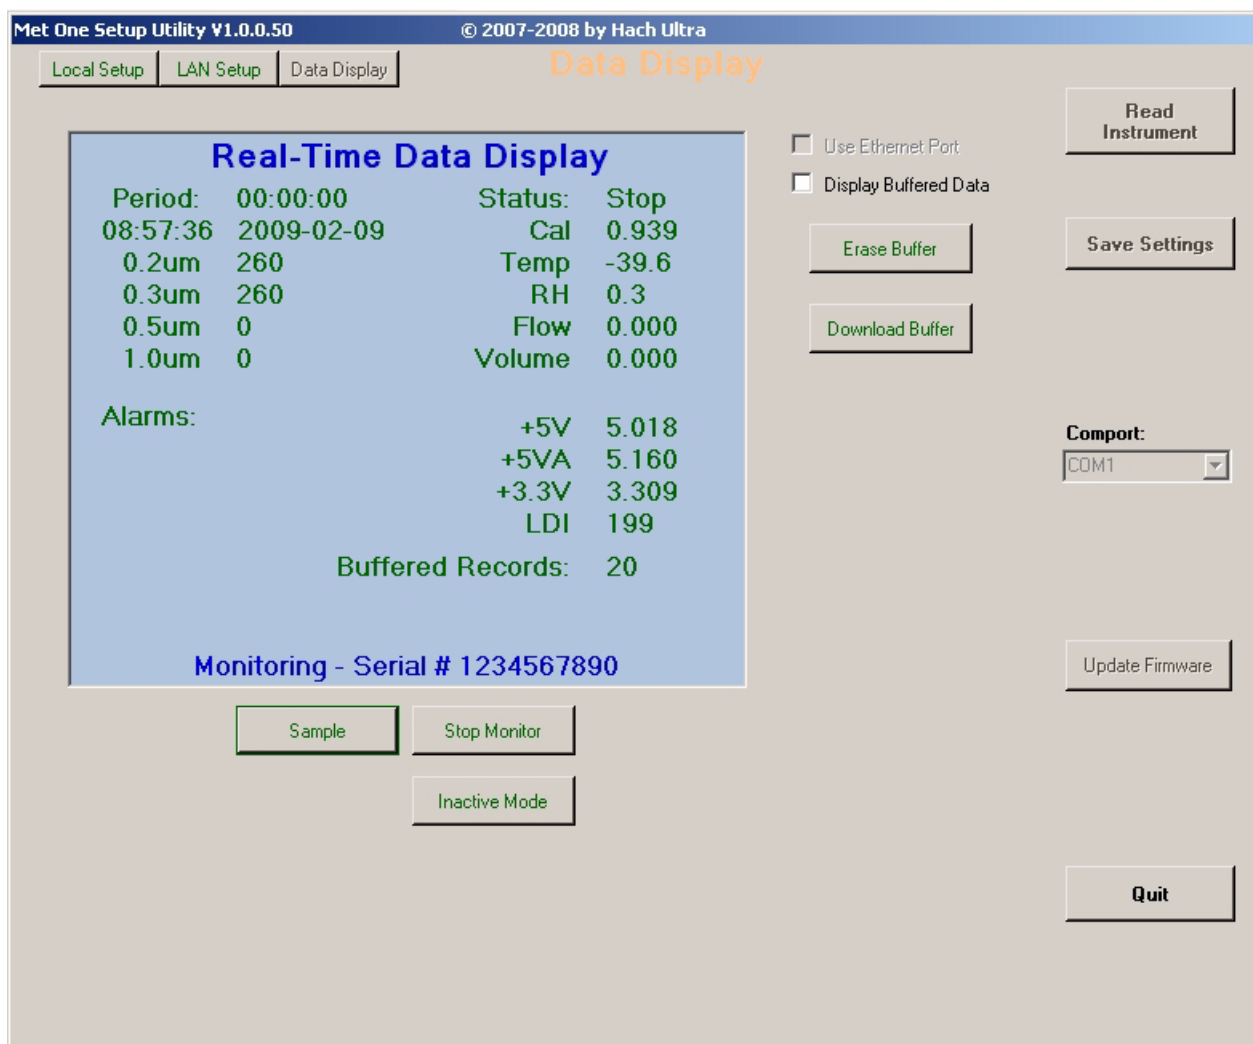 Met One Setup Utility V1.0.0.50 © 2007-2008 by Hach Ultra
Local Setup LAN Setup Data Display
Data Display
Read
Instrument
Real-Time Data Display
Use Ethernet Port
Display Buffered Data
Period: 00:00:00 Status: Stop
08:57:36 2009-02-09 Cal 0.939
Erase Buffer
Save Settings
0.2um 260 Temp -39.6
0.3um 260 RH 0.3
0.5um 0 Flow 0.000
Download Buffer
1.0um 0 Volume 0.000
Alarms:
+5V 5.018
Comport:
+5VA 5.160
COM1
+3.3V 3.309
LDI 199
Buffered Records: 20
Monitoring - Serial # 1234567890
Update Firmware
Sample Stop Monitor
Inactive Mode
Quit